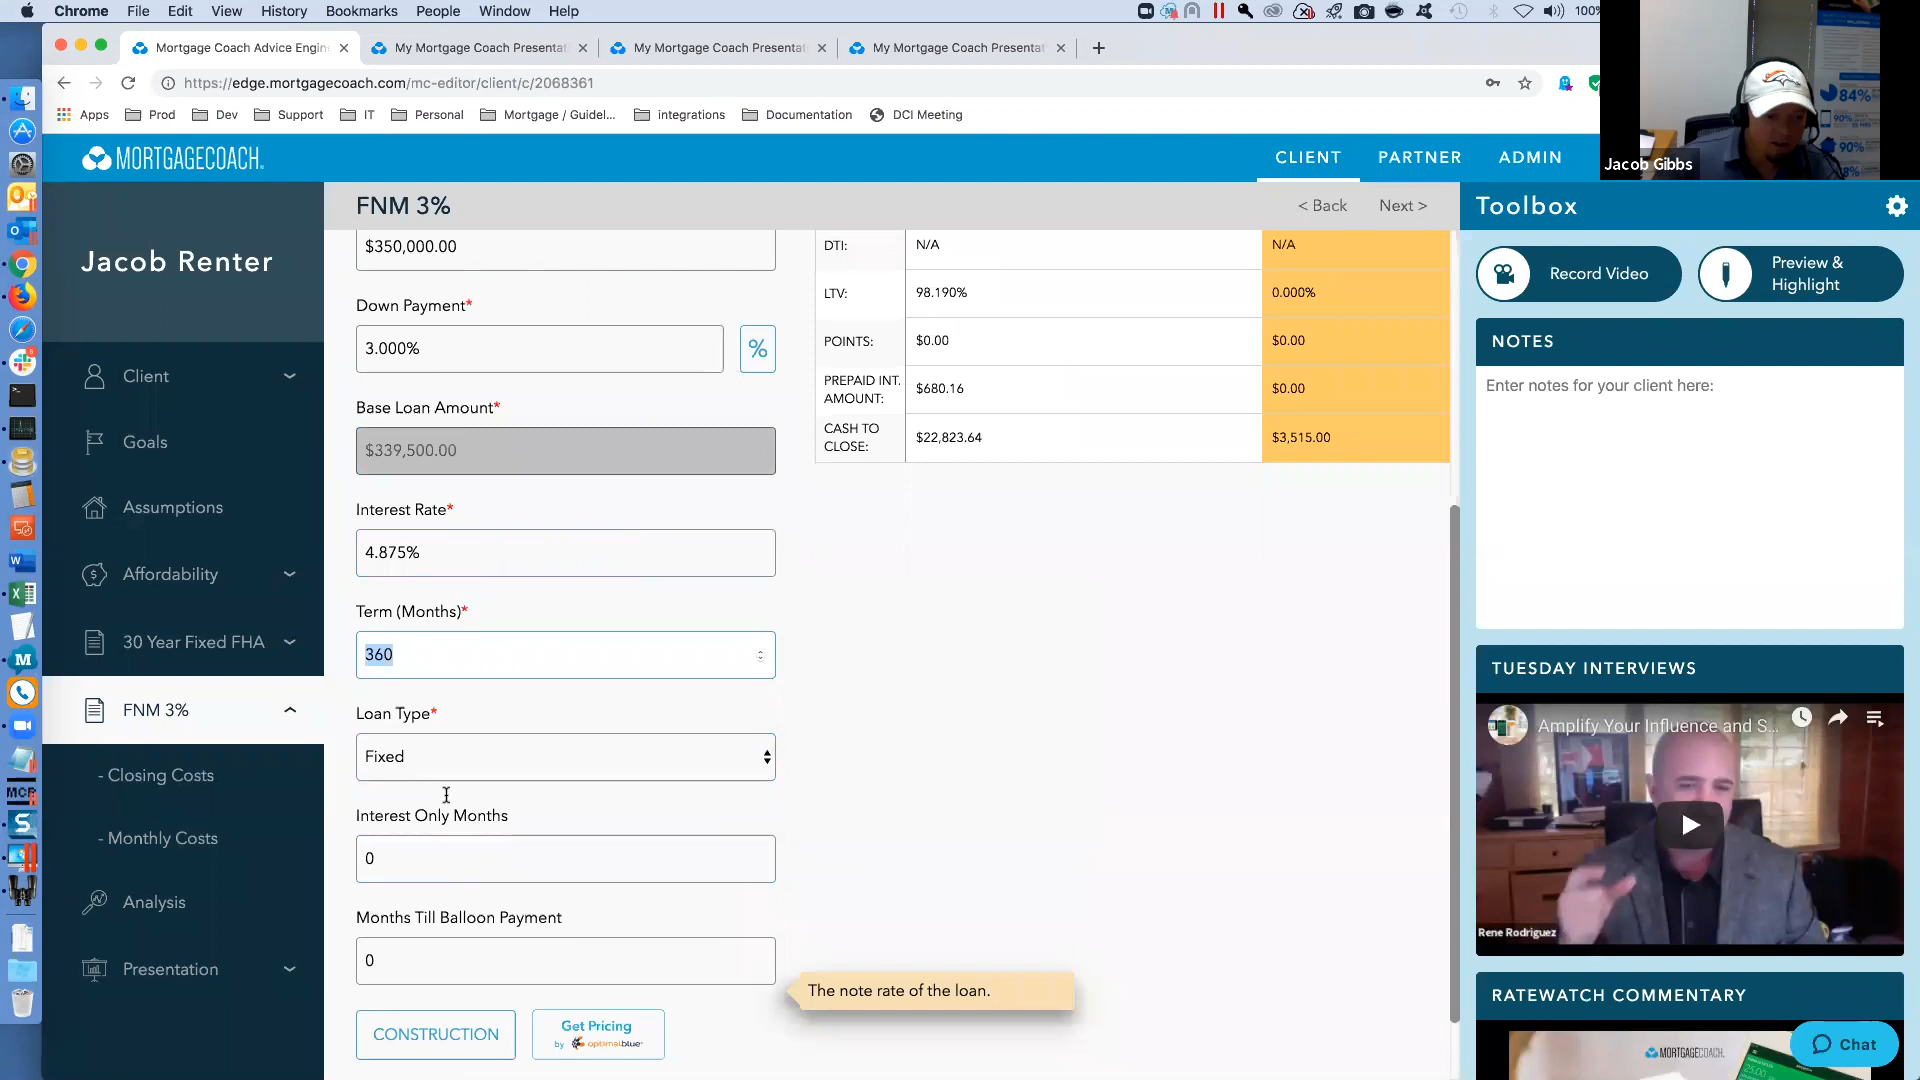 Chrome File Edit View History Bookmarks People Window Help 100%
Mortgage Coach Advice Engin My Mortgage Coach Presentat My Mortgage Coach Presentat My Mortgage Coach Presentat
https://edge.mortgagecoach.com/mc-editor/client/c/2068361
Apps Prod Dev Support IT Personal Mortgage / Guidel... integrations Documentation DCI Meeting
84%
90%
90%
Jacob Gibbs
MORTGAGECOACH.
CLIENT PARTNER ADMIN
Jacob Renter
Client
Goals
Assumptions
Affordability
30 Year Fixed FHA
FNM 3%
- Closing Costs
- Monthly Costs
Analysis
Presentation
FNM 3%
< Back Next >
$350,000.00
Down Payment*
3.000% %
Base Loan Amount*
$339,500.00
Interest Rate*
4.875%
Term (Months)*
360
Loan Type*
Fixed
Interest Only Months
0
Months Till Balloon Payment
0
CONSTRUCTION
Get Pricing
by optimalblue
The note rate of the loan.
DTI: N/A N/A
LTV: 98.190% 0.000%
POINTS: $0.00 $0.00
PREPAID INT. AMOUNT: $680.16 $0.00
CASH TO CLOSE: $22,823.64 $3,515.00
Toolbox
Record Video
Preview &
Highlight
NOTES
Enter notes for your client here:
TUESDAY INTERVIEWS
Amplify Your Influence and S...
Rene Rodriguez
RATEWATCH COMMENTARY
MORTGAGECOACH.
Chat